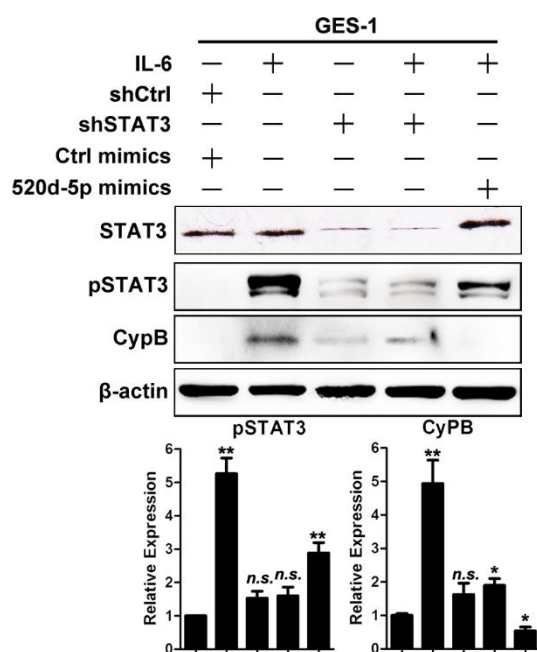 GES-1
IL-6 — + — + +
shCtrl + — — — —
shSTAT3 — — + + —
Ctrl mimics + — — — —
520d-5p mimics — — — — +
STAT3
pSTAT3
CypB
β-actin
pSTAT3
Relative Expression
6
5
4
3
2
1
0
**
n.s.
n.s.
**
CyPB
Relative Expression
6
5
4
3
2
1
0
**
n.s.
*
*